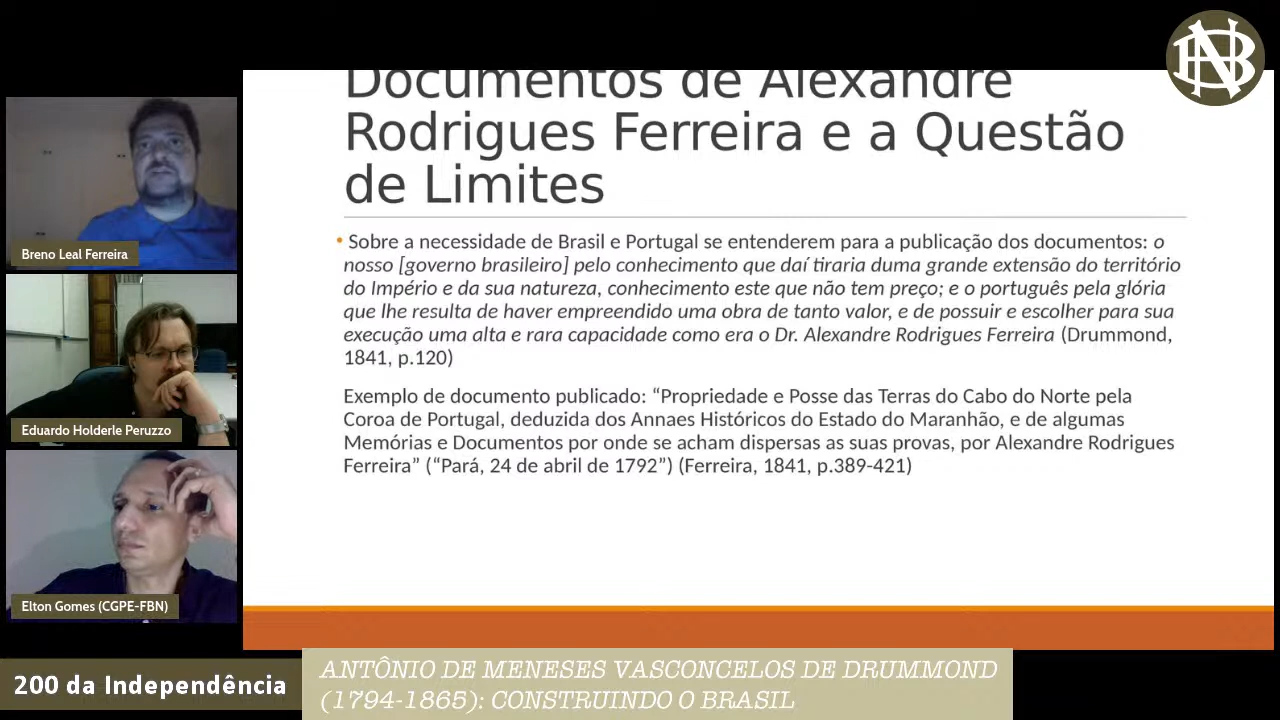 Documentos de Alexandre
Rodrigues Ferreira e a Questão
de Limites
• Sobre a necessidade de Brasil e Portugal se entenderem para a publicação dos documentos: o
nosso [governo brasileiro] pelo conhecimento que daí tiraria duma grande extensão do território
do Império e da sua natureza, conhecimento este que não tem preço; e o português pela glória
que lhe resulta de haver empreendido uma obra de tanto valor, e de possuir e escolher para sua
execução uma alta e rara capacidade como era o Dr. Alexandre Rodrigues Ferreira (Drummond,
1841, p.120)
Exemplo de documento publicado: “Propriedade e Posse das Terras do Cabo do Norte pela
Coroa de Portugal, deduzida dos Annaes Históricos do Estado do Maranhão, e de algumas
Memórias e Documentos por onde se acham dispersas as suas provas, por Alexandre Rodrigues
Ferreira” (“Pará, 24 de abril de 1792”) (Ferreira, 1841, p.389-421)
Breno Leal Ferreira
Eduardo Holderle Peruzzo
Elton Gomes (CGPE-FBN)
200 da Independência
ANTÔNIO DE MENESES VASCONCELOS DE DRUMMOND
(1794-1865): CONSTRUINDO O BRASIL